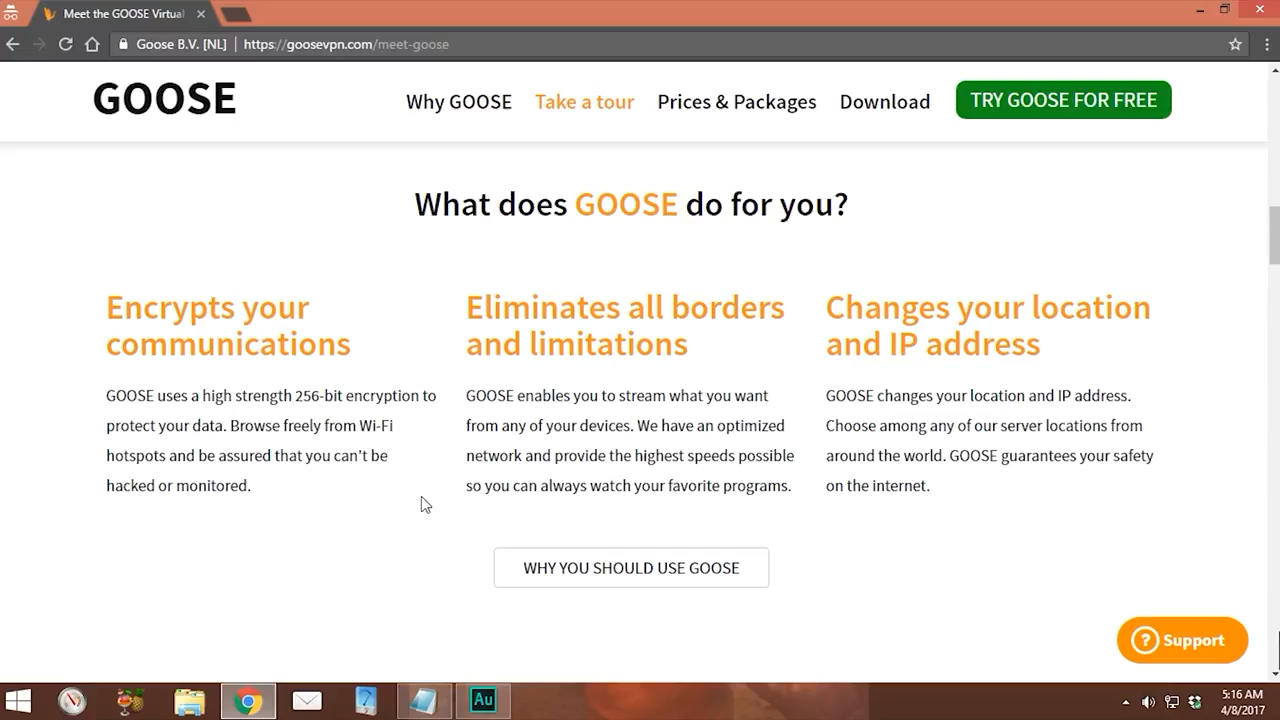 Meet the GOOSE Virtual
Goose B.V. [NL] https://goosevpn.com/meet-goose
GOOSE
Why GOOSE Take a tour Prices & Packages Download TRY GOOSE FOR FREE
What does GOOSE do for you?
Encrypts your
communications
GOOSE uses a high strength 256-bit encryption to
protect your data. Browse freely from Wi-Fi
hotspots and be assured that you can't be
hacked or monitored.
Eliminates all borders
and limitations
GOOSE enables you to stream what you want
from any of your devices. We have an optimized
network and provide the highest speeds possible
so you can always watch your favorite programs.
Changes your location
and IP address
GOOSE changes your location and IP address.
Choose among any of our server locations from
around the world. GOOSE guarantees your safety
on the internet.
WHY YOU SHOULD USE GOOSE
? Support
Au
5:16 AM
4/8/2017